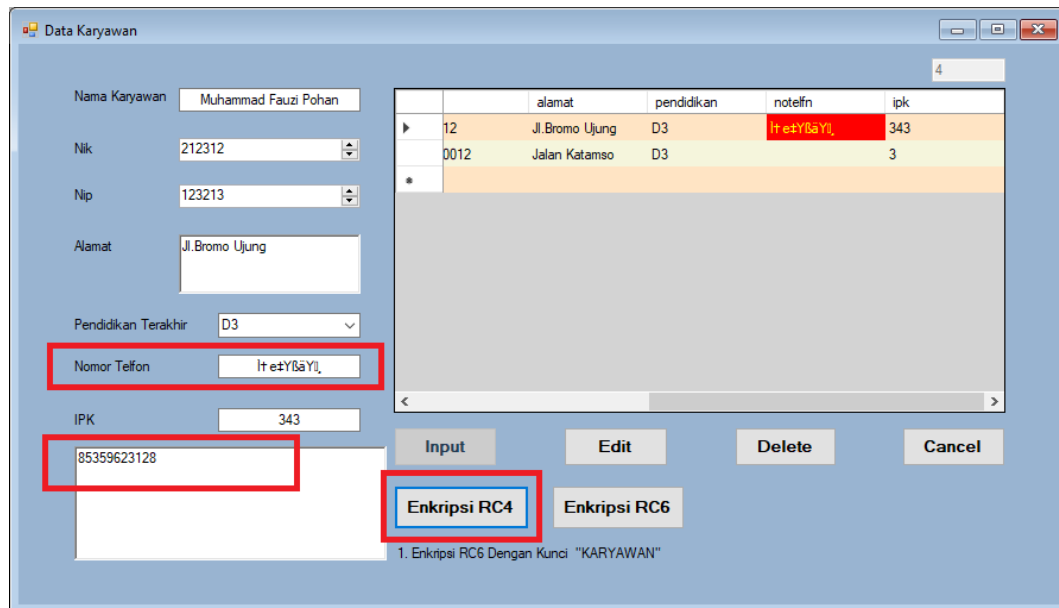 Data Karyawan
4
Nama Karyawan
Muhammad Fauzi Pohan
Nik
212312
Nip
123213
Alamat
Jl.Bromo Ujung
Pendidikan Terakhir
D3
Nomor Telfon
IPK
343
85359623128
alamat pendidikan notelfn ipk
12 Jl.Bromo Ujung D3 343
0012 Jalan Katamso D3 3
Input Edit Delete Cancel
Enkripsi RC4 Enkripsi RC6
1. Enkripsi RC6 Dengan Kunci "KARYAWAN"